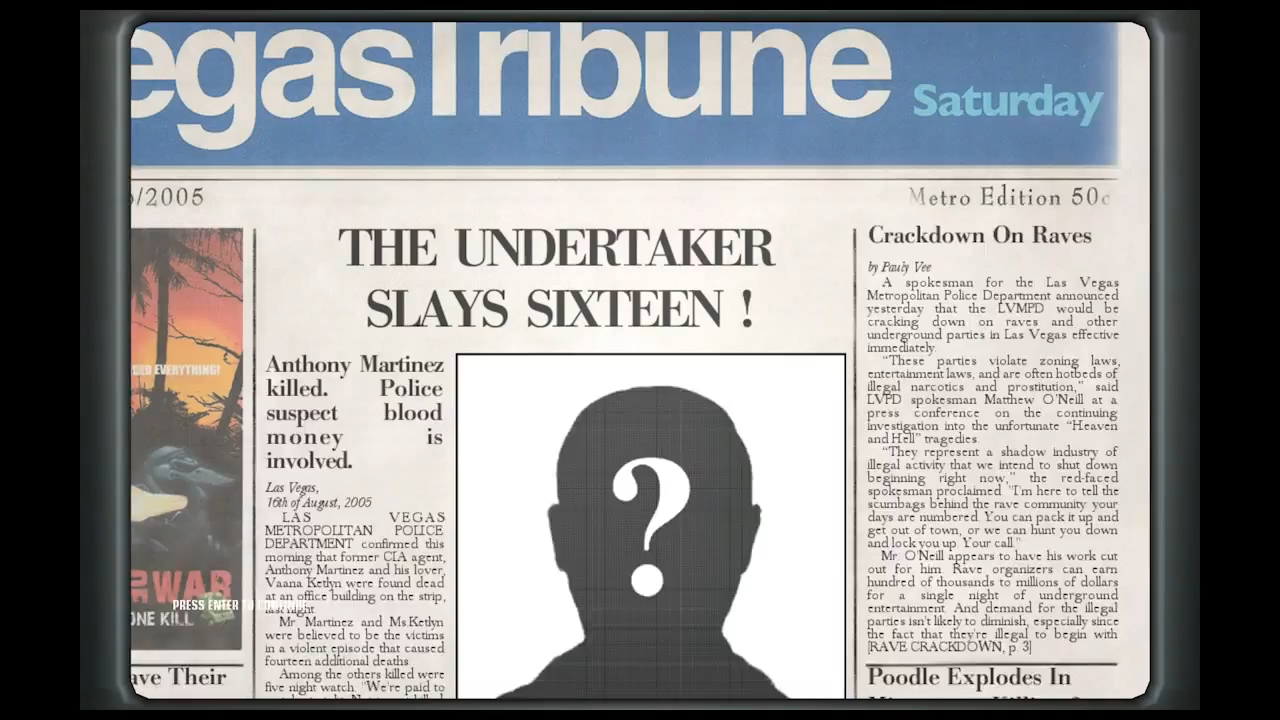 egasTribune
Saturday
/2005
Metro Edition 50c
EVERYTHING!
WAR
ONE KILL
PRESS ENTER TO CONTINUE
ave Their
THE UNDERTAKER
SLAYS SIXTEEN !
Anthony Martinez
killed. Police
suspect blood
money is
involved.
Las Vegas,
16th of August, 2005
LAS VEGAS
METROPOLITAN POLICE
DEPARTMENT confirmed this
morning that former CIA agent,
Anthony Martinez and his lover,
Vaana Ketlyn were found dead
at an office building on the strip,
last night.
Mr. Martinez and Ms.Ketlyn
were believed to be the victims
in a violent episode that caused
fourteen additional deaths.
Among the others killed were
five night watch. "We're paid to
?
Crackdown On Raves
by Pauly Vee
A spokesman for the Las Vegas
Metropolitan Police Department announced
yesterday that the LVMPD would be
cracking down on raves and other
underground parties in Las Vegas effective
immediately.
"These parties violate zoning laws,
entertainment laws, and are often hotbeds of
illegal narcotics and prostitution," said
LVPD spokesman Matthew O'Neill at a
press conference on the continuing
investigation into the unfortunate "Heaven
and Hell" tragedies.
"They represent a shadow industry of
illegal activity that we intend to shut down
beginning right now," the red-faced
spokesman proclaimed. "I'm here to tell the
scumbags behind the rave community your
days are numbered. You can pack it up and
get out of town, or we can hunt you down
and lock you up. Your call."
Mr. O'Neill appears to have his work cut
out for him. Rave organizers can earn
hundred of thousands to millions of dollars
for a single night of underground
entertainment. And demand for the illegal
parties isn't likely to diminish, especially since
the fact that they're illegal to begin with
[RAVE CRACKDOWN, p. 3]
Poodle Explodes In